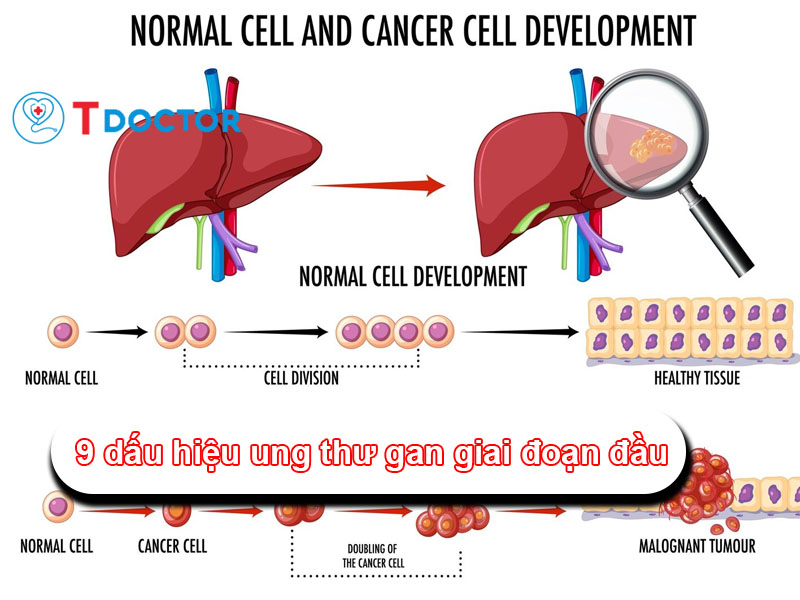 NORMAL CELL AND CANCER CELL DEVELOPMENT
T DOCTOR
NORMAL CELL DEVELOPMENT
NORMAL CELL
CELL DIVISION
HEALTHY TISSUE
9 dấu hiệu ung thư gan giai đoạn đầu
NORMAL CELL
CANCER CELL
DOUBLING OF
THE CANCER CELL
MALOGNANT TUMOUR